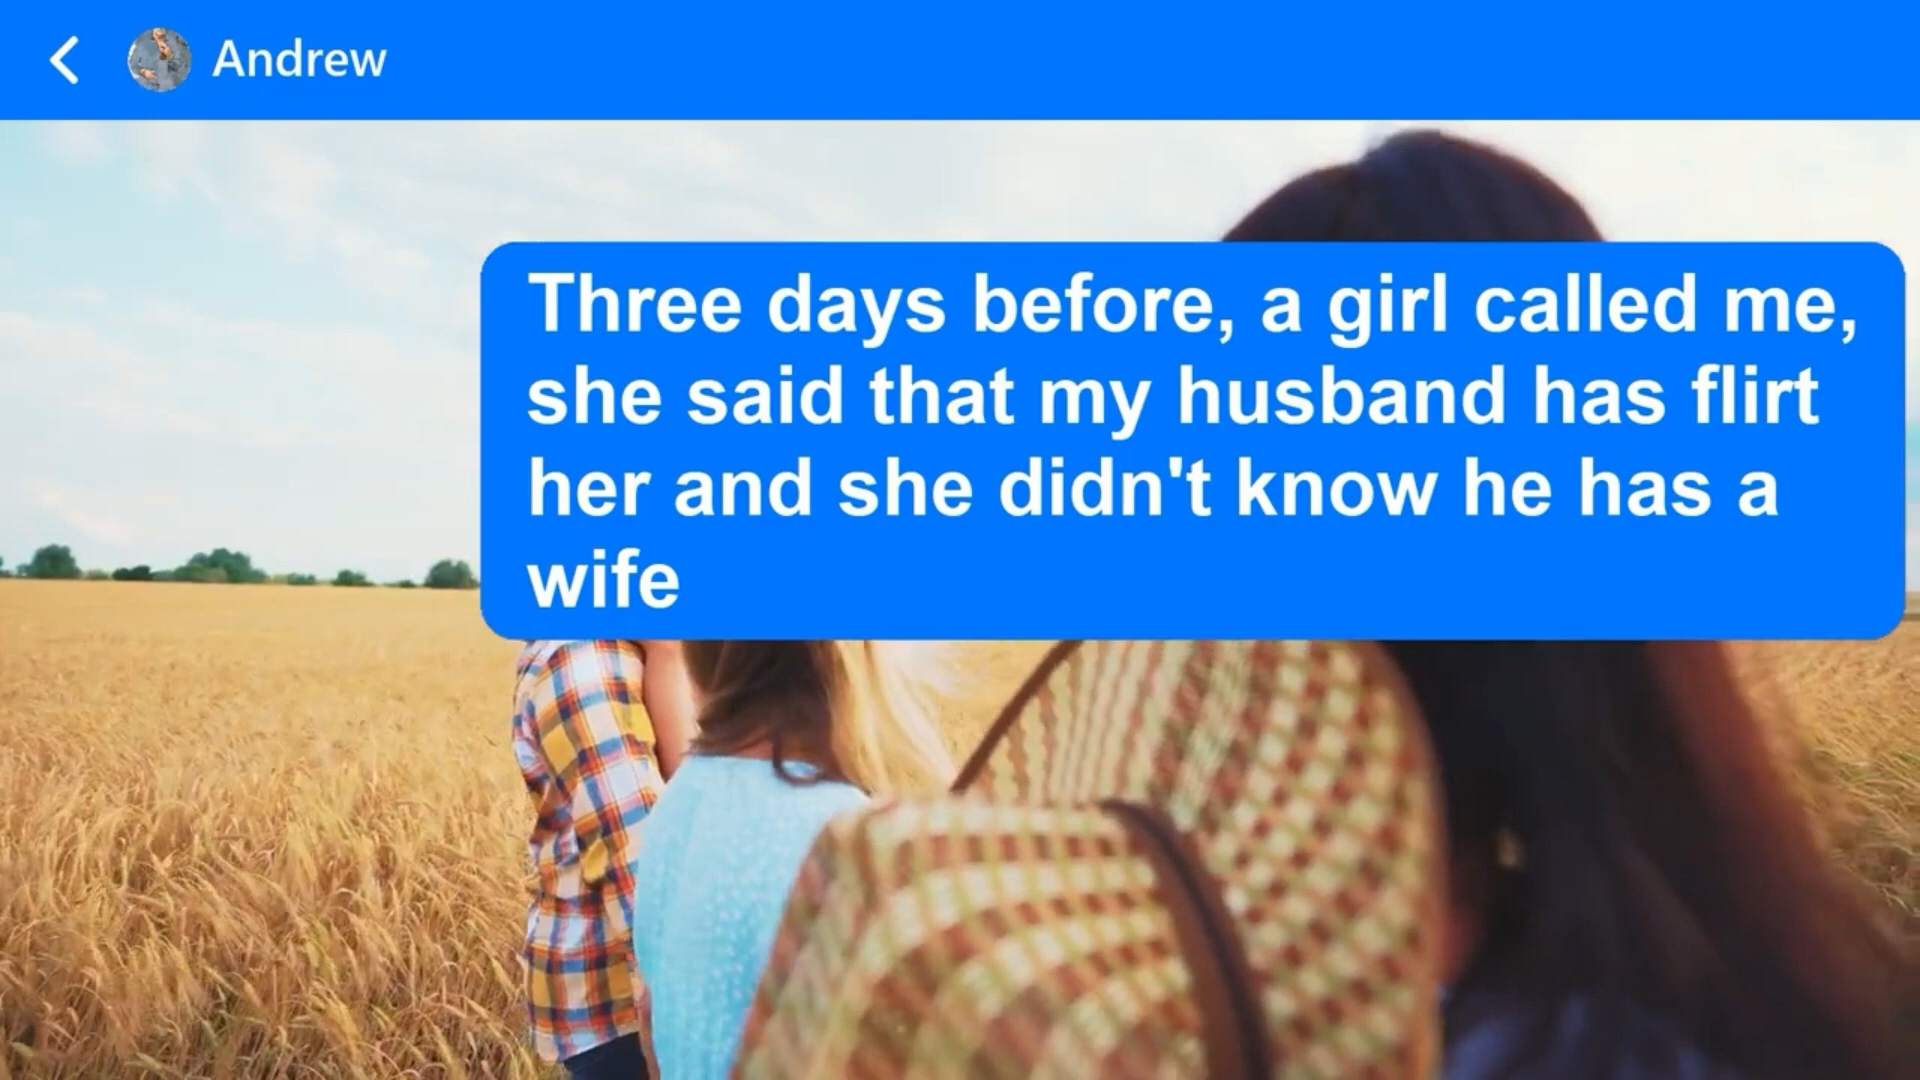 Andrew
Three days before, a girl called me,
she said that my husband has flirt
her and she didn't know he has a
wife